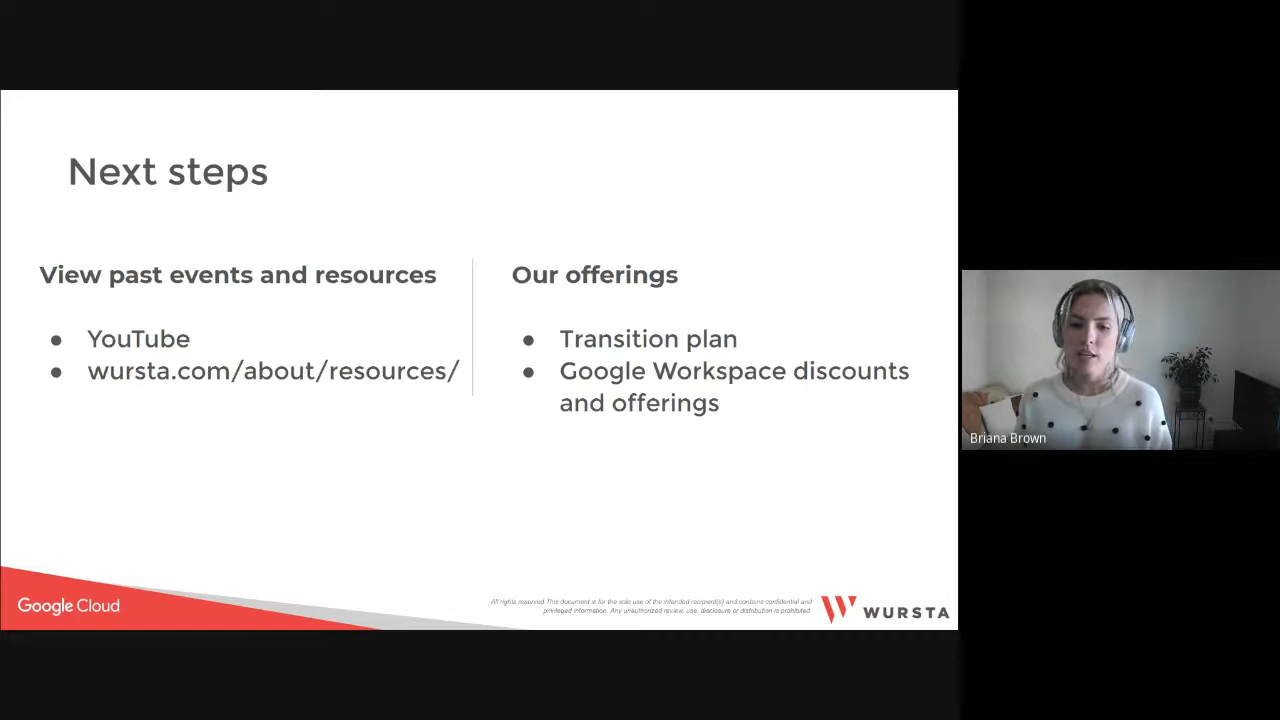 Next steps
View past events and resources
YouTube
wursta.com/about/resources/
Our offerings
Transition plan
Google Workspace discounts
and offerings
Briana Brown
Google Cloud
All rights reserved.This document is for the sole use of the intended recipient(s) and contains confidential and
privileged information. Any unauthorized review, use, disclosure or distribution is prohibited.
WURSTA